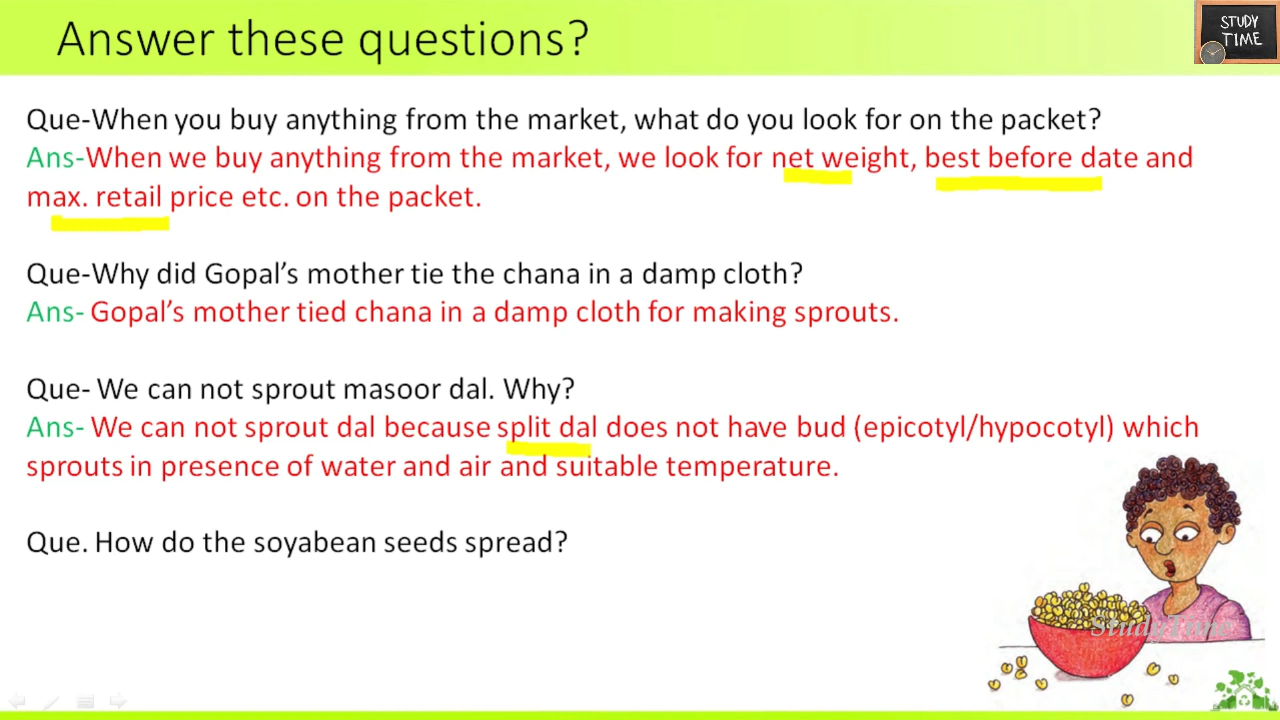 Answer these questions?
STUDY
TIME
Que-When you buy anything from the market, what do you look for on the packet?
Ans-When we buy anything from the market, we look for net weight, best before date and
max. retail price etc. on the packet.
Que-Why did Gopal's mother tie the chana in a damp cloth?
Ans- Gopal's mother tied chana in a damp cloth for making sprouts.
Que- We can not sprout masoor dal. Why?
Ans- We can not sprout dal because split dal does not have bud (epicotyl/hypocotyl) which
sprouts in presence of water and air and suitable temperature.
Que. How do the soyabean seeds spread?
StudyTime